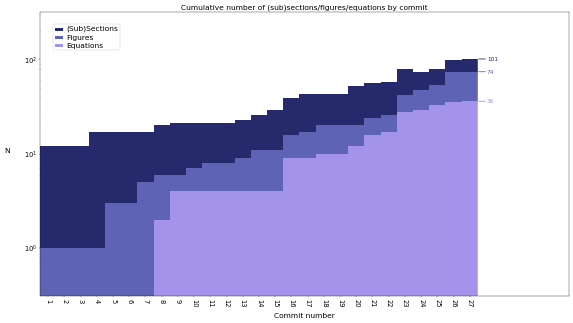 Cumulative number of (sub)sections/figures/equations by commit
(Sub)Sections
Figures
Equations
10²
10¹
10⁰
N
101
74
36
1 2 3 4 5 6 7 8 9 10 11 12 13 14 15 16 17 18 19 20 21 22 23 24 25 26 27
Commit number